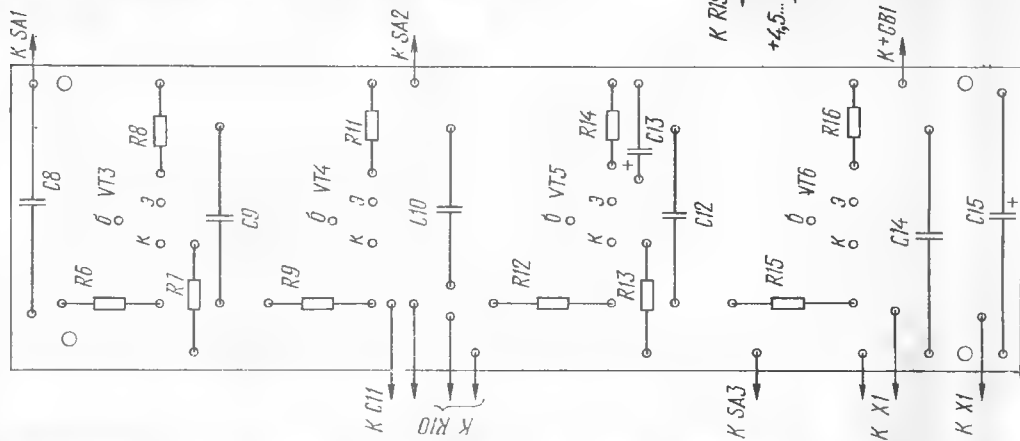 К SA1
К SA2
К R1
+4,5...
К+GB1
C8
R8
R11
R14
C13
R16
VT3
б
Э
К
C9
VT4
б
Э
К
C10
VT5
б
Э
К
+
C12
VT6
б
Э
К
C14
C15
+
R6
R7
R9
R12
R13
R15
К C11
К R10
К SA3
К X1
К X1